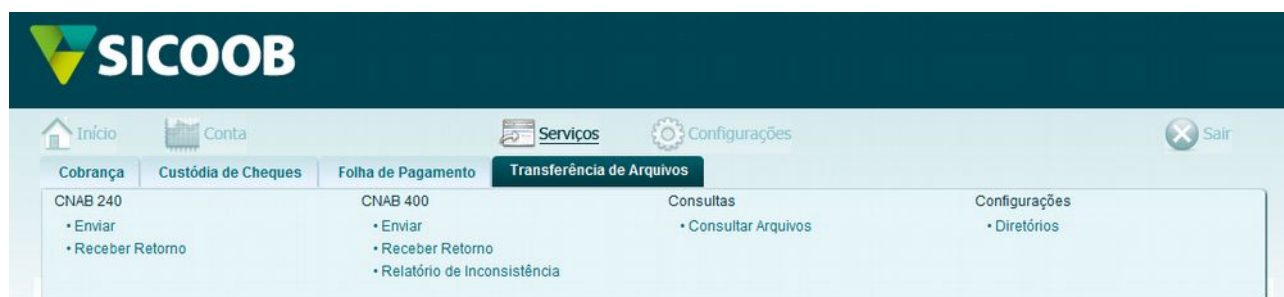 SICOOB
Início Conta Serviços Configurações Sair
Cobrança Custódia de Cheques Folha de Pagamento Transferência de Arquivos
CNAB 240 CNAB 400 Consultas Configurações
• Enviar • Enviar • Consultar Arquivos • Diretórios
• Receber Retorno • Receber Retorno
• Relatório de Inconsistência